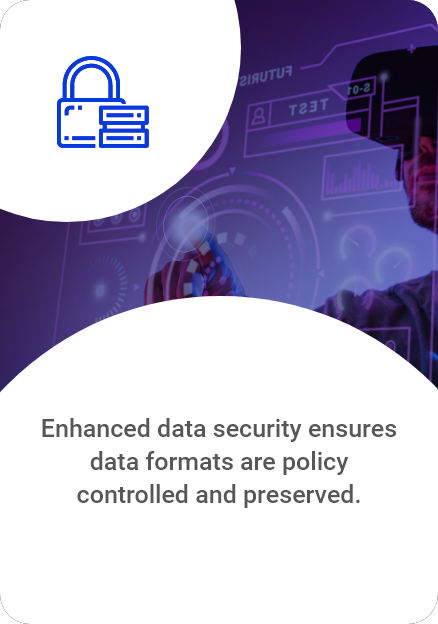 FUTURIS
S-01
TEST
Enhanced data security ensures
data formats are policy
controlled and preserved.